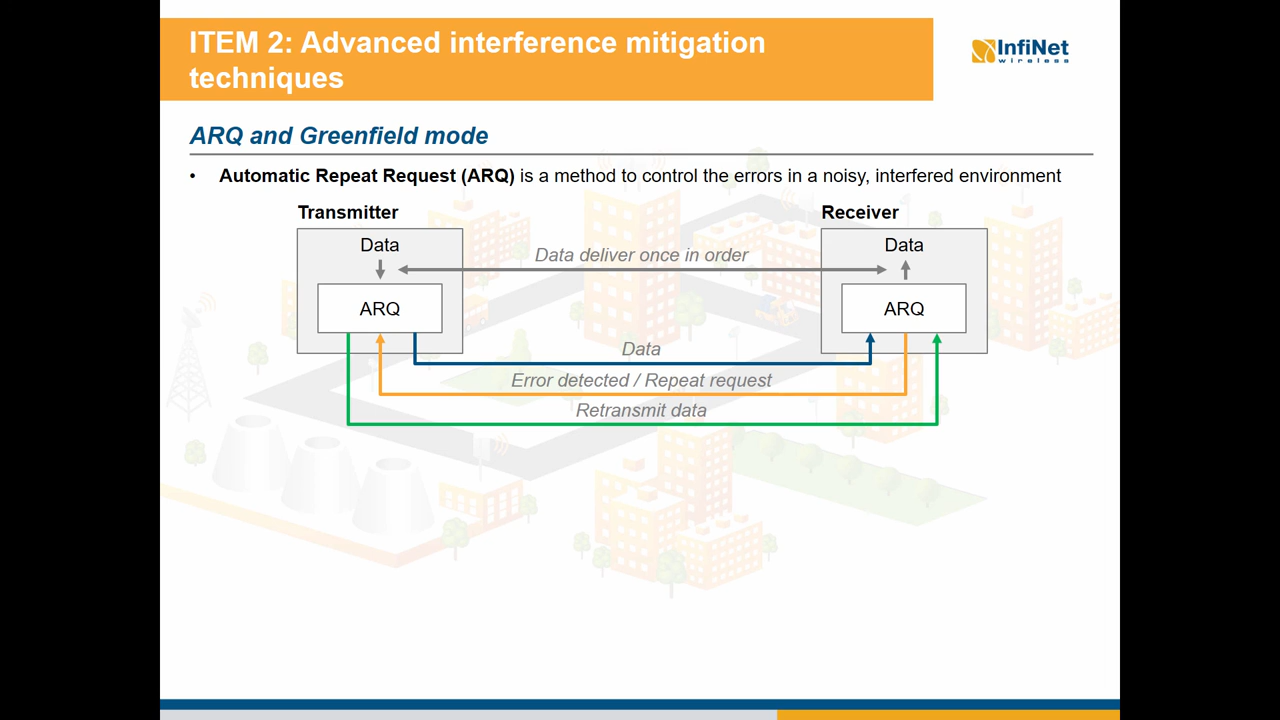 ITEM 2: Advanced interference mitigation
techniques
InfiNet
wireless
ARQ and Greenfield mode
• Automatic Repeat Request (ARQ) is a method to control the errors in a noisy, interfered environment
Transmitter
Receiver
Data
Data
Data deliver once in order
ARQ
ARQ
Data
Error detected / Repeat request
Retransmit data